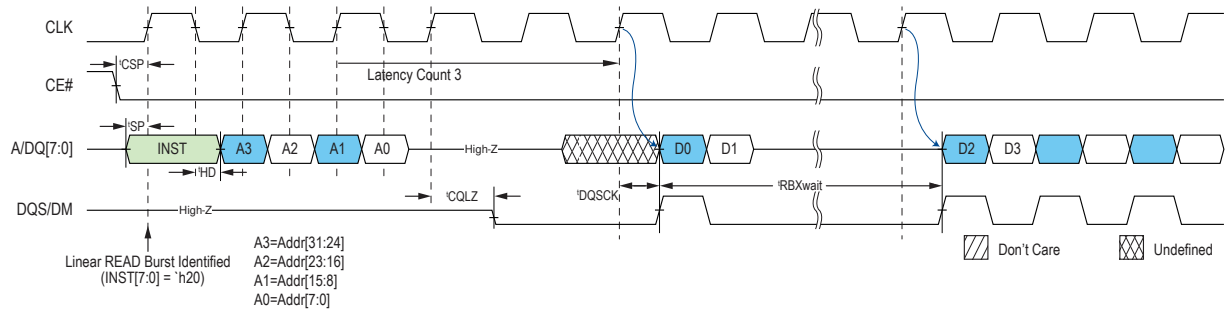 CLK
tCSP
Latency Count 3
CE#
tSP
A/DQ[7:0]
INST
A3
A2
A1
A0
High-Z
D0
D1
D2
D3
tHD
tCQLZ
tDQSCK
tRBXwait
DQS/DM
High-Z
Linear READ Burst Identified
(INST[7:0] = `h20)
A3=Addr[31:24]
A2=Addr[23:16]
A1=Addr[15:8]
A0=Addr[7:0]
Don't Care
Undefined